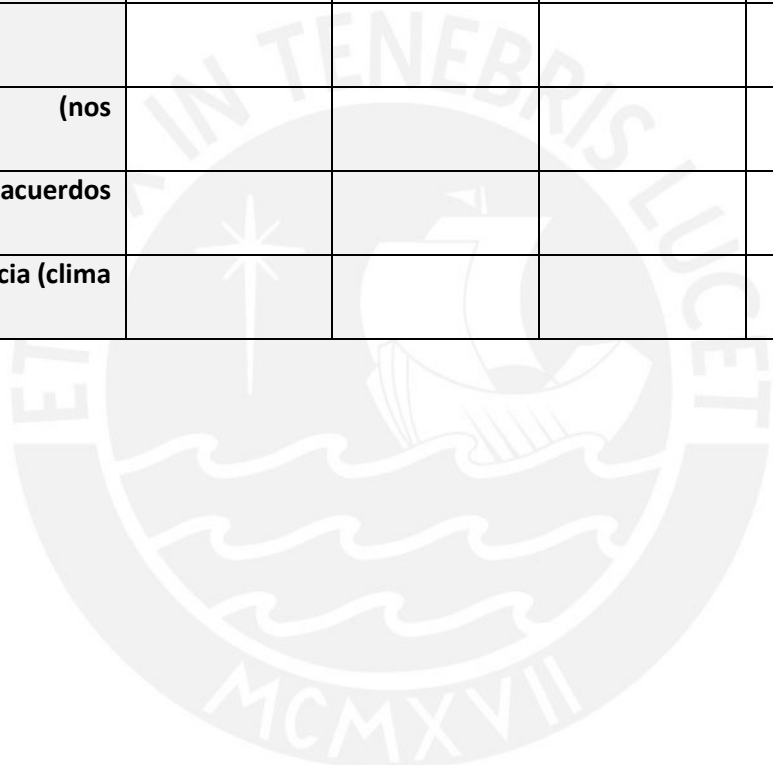 (nos
acuerdos
cia (clima
ET LUX IN TENEBRIS LUCET
MCMXVII